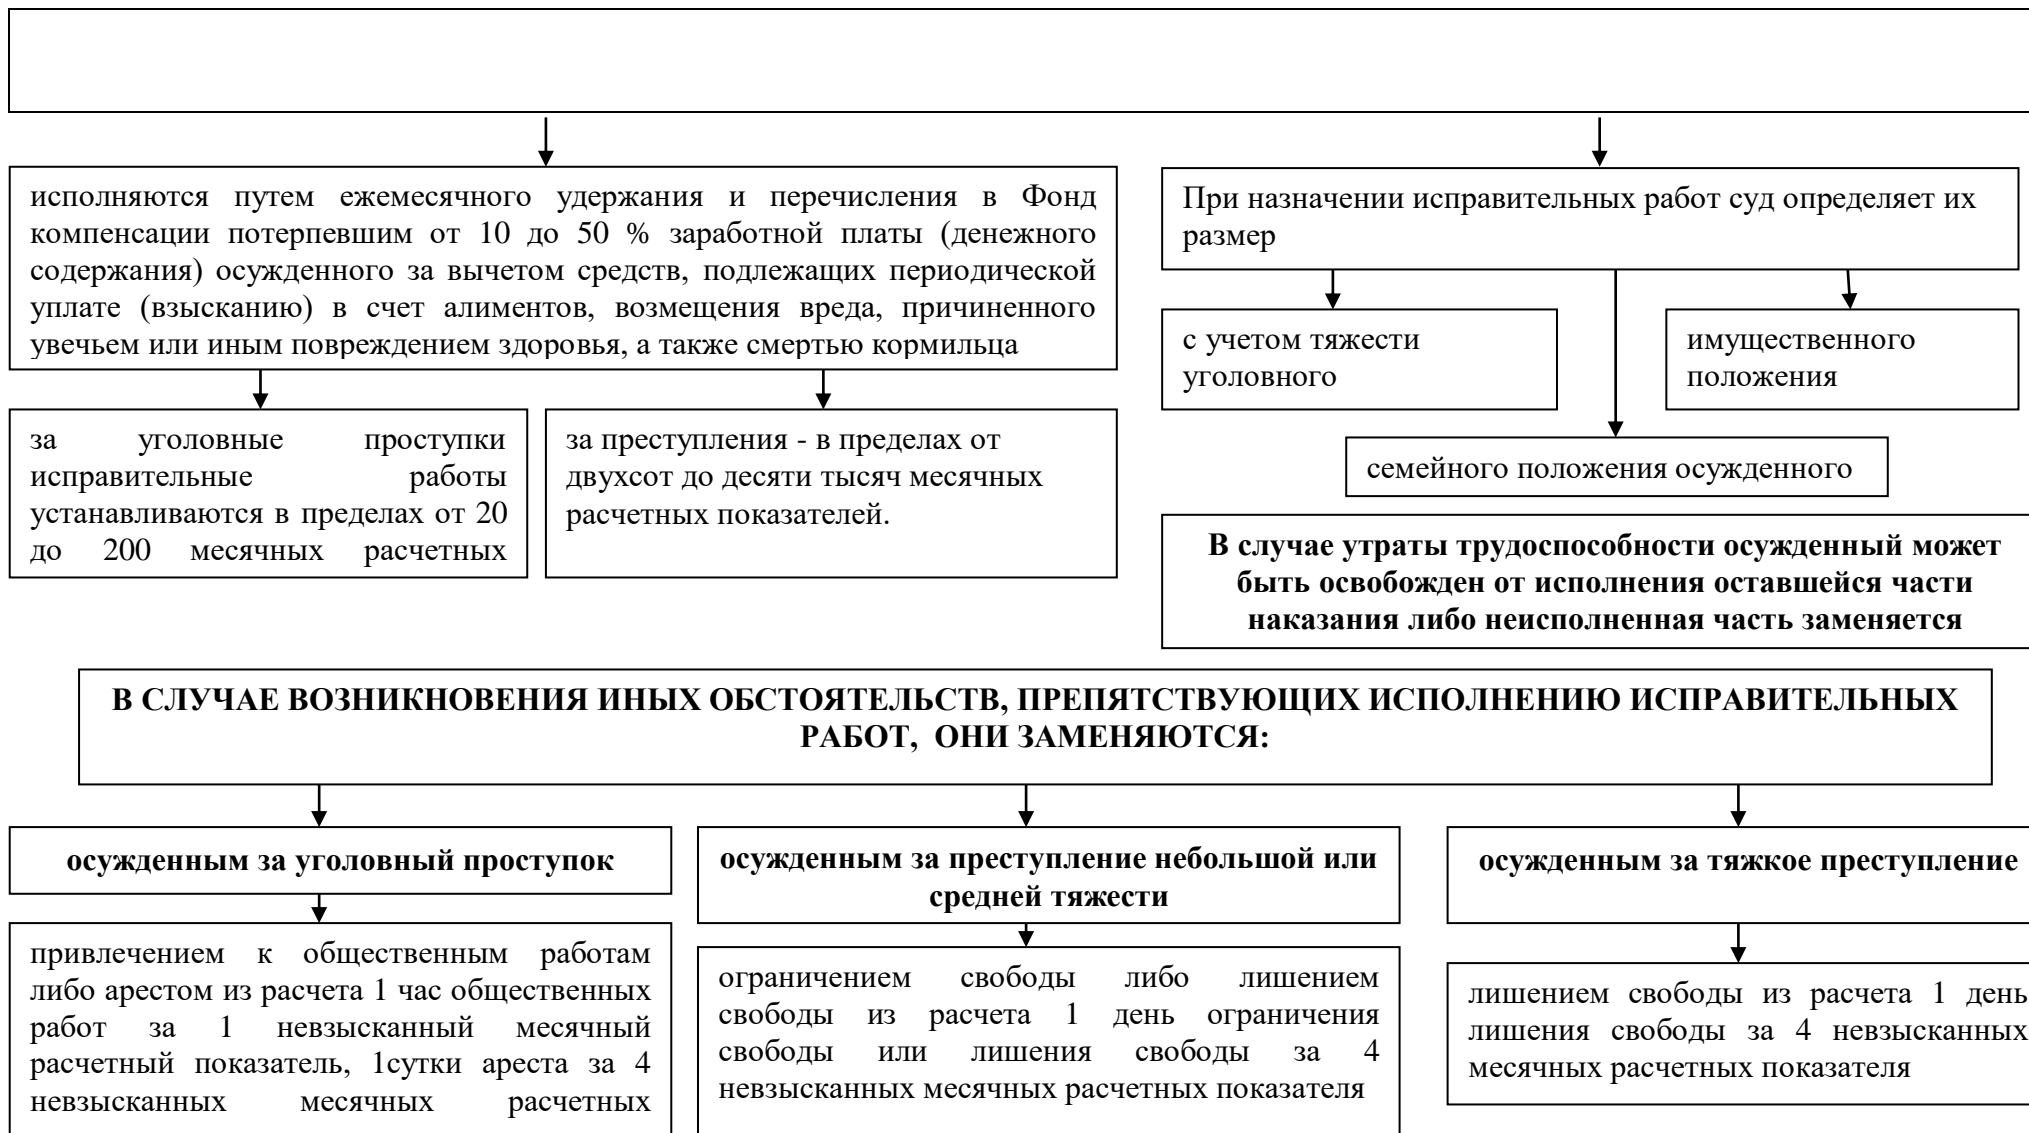 исполняются путем ежемесячного удержания и перечисления в Фонд
компенсации потерпевшим от 10 до 50 % заработной платы (денежного
содержания) осужденного за вычетом средств, подлежащих периодической
уплате (взысканию) в счет алиментов, возмещения вреда, причиненного
увечьем или иным повреждением здоровья, а также смертью кормильца
При назначении исправительных работ суд определяет их
размер
с учетом тяжести
уголовного
имущественного
положения
за уголовные проступки
исправительные работы
устанавливаются в пределах от 20
до 200 месячных расчетных
за преступления - в пределах от
двухсот до десяти тысяч месячных
расчетных показателей.
семейного положения осужденного
В случае утраты трудоспособности осужденный может
быть освобожден от исполнения оставшейся части
наказания либо неисполненная часть заменяется
В СЛУЧАЕ ВОЗНИКНОВЕНИЯ ИНЫХ ОБСТОЯТЕЛЬСТВ, ПРЕПЯТСТВУЮЩИХ ИСПОЛНЕНИЮ ИСПРАВИТЕЛЬНЫХ
РАБОТ, ОНИ ЗАМЕНЯЮТСЯ:
осужденным за уголовный проступок
осужденным за преступление небольшой или
средней тяжести
осужденным за тяжкое преступление
привлечением к общественным работам
либо арестом из расчета 1 час общественных
работ за 1 невзысканный месячный
расчетный показатель, 1сутки ареста за 4
невзысканных месячных расчетных
ограничением свободы либо лишением
свободы из расчета 1 день ограничения
свободы или лишения свободы за 4
невзысканных месячных расчетных показателя
лишением свободы из расчета 1 день
лишения свободы за 4 невзысканных
месячных расчетных показателя